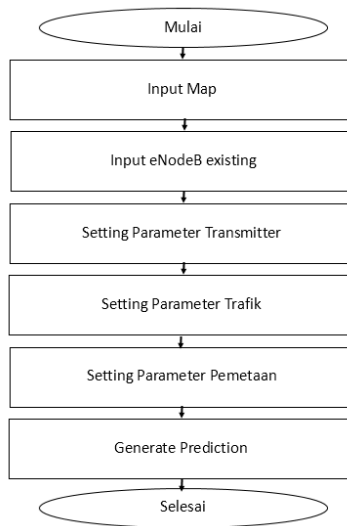 Mulai
Input Map
Input eNodeB existing
Setting Parameter Transmitter
Setting Parameter Trafik
Setting Parameter Pemetaan
Generate Prediction
Selesai